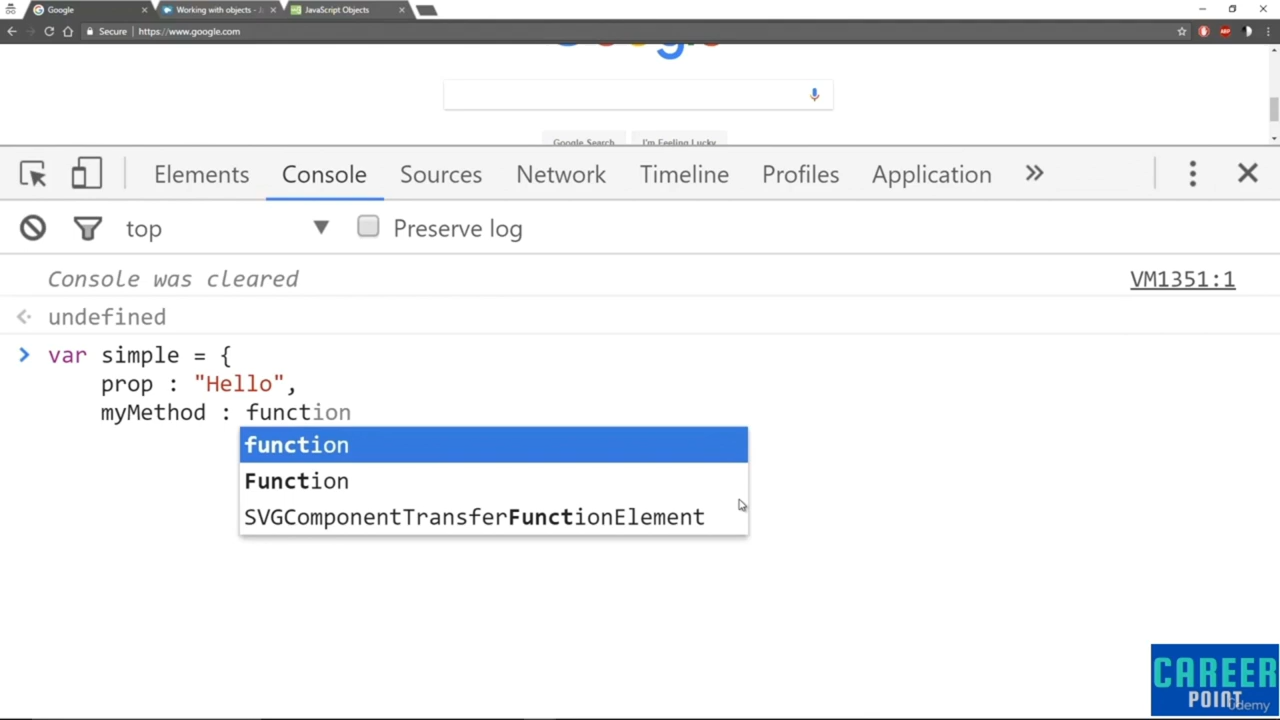 Google
Working with objects - Ja
JavaScript Objects
Secure https://www.google.com
Google
Google Search I'm Feeling Lucky
Elements Console Sources Network Timeline Profiles Application
top Preserve log
Console was cleared VM1351:1
undefined
var simple = {
prop : "Hello",
myMethod : function
function
Function
SVGComponentTransferFunctionElement
CAREER
POINT
Udemy